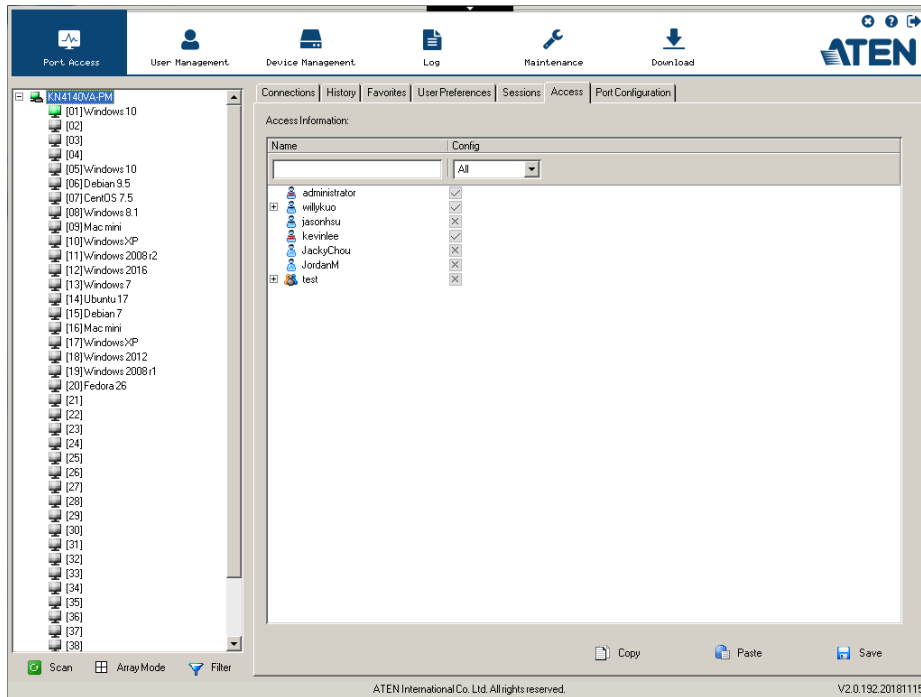 Port Access
User Management
Device Management
Log
Maintenance
Download
ATEN
KN4140VA-PM
[01]Windows 10
[02]
[03]
[04]
[05]Windows 10
[06]Debian 9.5
[07]CentOS 7.5
[08]Windows 8.1
[09]Mac mini
[10]WindowsXP
[11]Windows 2008 r2
[12]Windows 2016
[13]Windows 7
[14]Ubuntu 17
[15]Debian 7
[16]Mac mini
[17]WindowsXP
[18]Windows 2012
[19]Windows 2008 r1
[20]Fedora 26
[21]
[22]
[23]
[24]
[25]
[26]
[27]
[28]
[29]
[30]
[31]
[32]
[33]
[34]
[35]
[36]
[37]
[38]
Scan
Array Mode
Filter
Connections
History
Favorites
User Preferences
Sessions
Access
Port Configuration
Access Information:
Name
Config
All
administrator
willykuo
jasonhsu
kevinlee
JackyChou
JordanM
test
Copy
Paste
Save
ATEN International Co. Ltd. All rights reserved.
V2.0.192.20181115